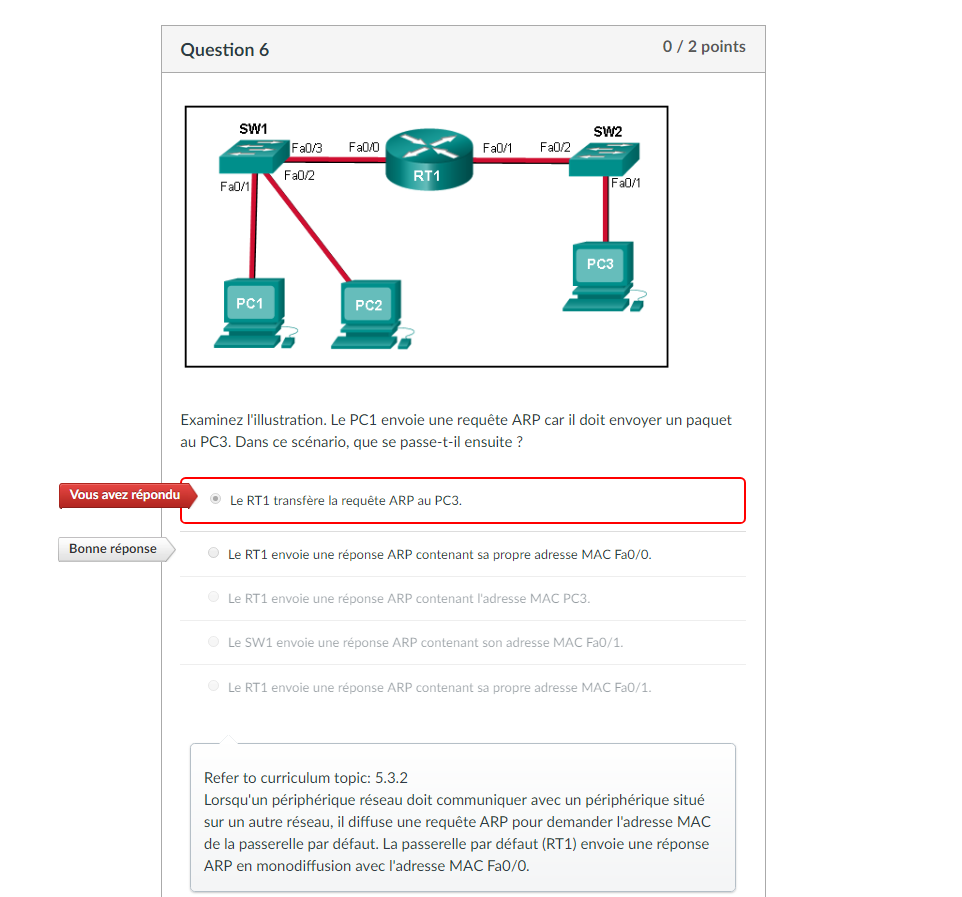 Question 6
0 / 2 points
SW1
SW2
Fa0/3
Fa0/0
Fa0/1
Fa0/2
RT1
Fa0/2
Fa0/1
Fa0/1
PC3
PC1
PC2
Examinez l'illustration. Le PC1 envoie une requête ARP car il doit envoyer un paquet
au PC3. Dans ce scénario, que se passe-t-il ensuite ?
Vous avez répondu
Le RT1 transfère la requête ARP au PC3.
Bonne réponse
Le RT1 envoie une réponse ARP contenant sa propre adresse MAC Fa0/0.
Le RT1 envoie une réponse ARP contenant l'adresse MAC PC3.
Le SW1 envoie une réponse ARP contenant son adresse MAC Fa0/1.
Le RT1 envoie une réponse ARP contenant sa propre adresse MAC Fa0/1.
Refer to curriculum topic: 5.3.2
Lorsqu'un périphérique réseau doit communiquer avec un périphérique situé
sur un autre réseau, il diffuse une requête ARP pour demander l'adresse MAC
de la passerelle par défaut. La passerelle par défaut (RT1) envoie une réponse
ARP en monodiffusion avec l'adresse MAC Fa0/0.